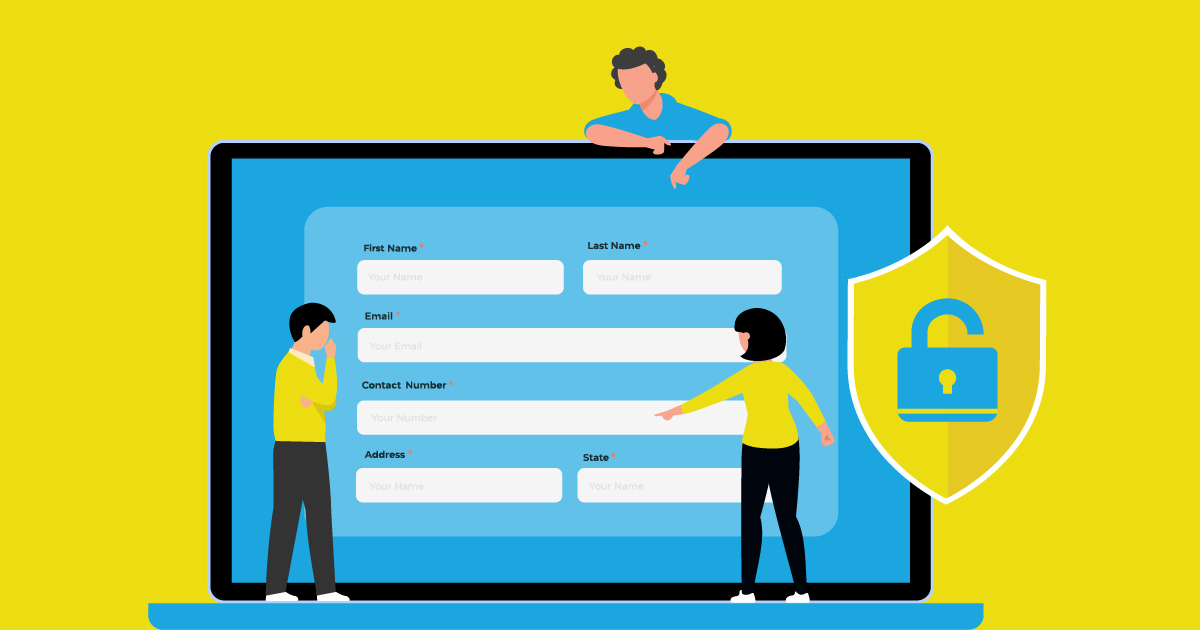 First Name * Last Name *
Your Name Your Name
Email *
Your Email
Contact Number *
Your Number
Address * State *
Your Name Your Name